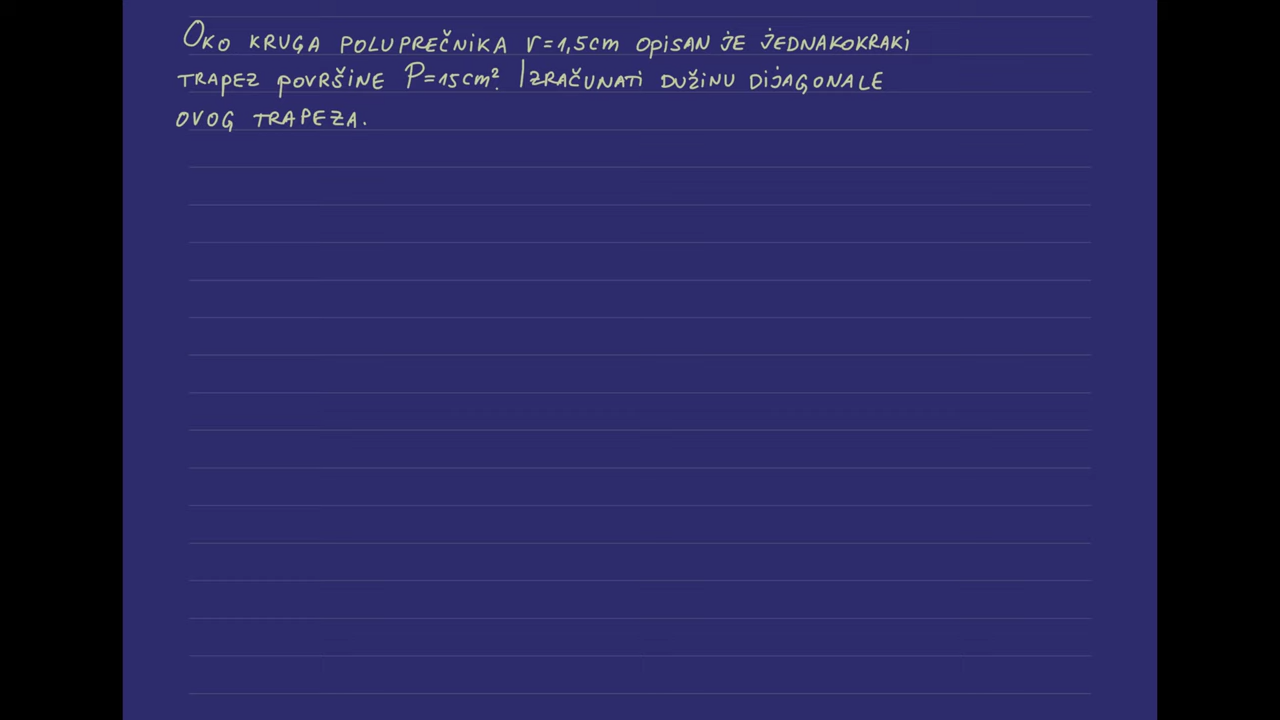 OKO KRUGA POLUPREČNIKA r=1,5cm OPISAN JE JEDNAKOKRAKI
TRAPEZ POVRŠINE P=15cm². IZRAČUNATI DUŽINU DIJAGONALE
OVOG TRAPEZA.